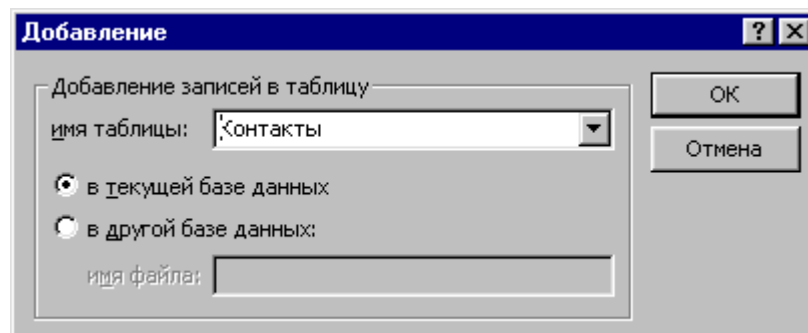 Добавление
Добавление записей в таблицу
имя таблицы: Контакты
в текущей базе данных
в другой базе данных:
имя файла:
OK
Отмена